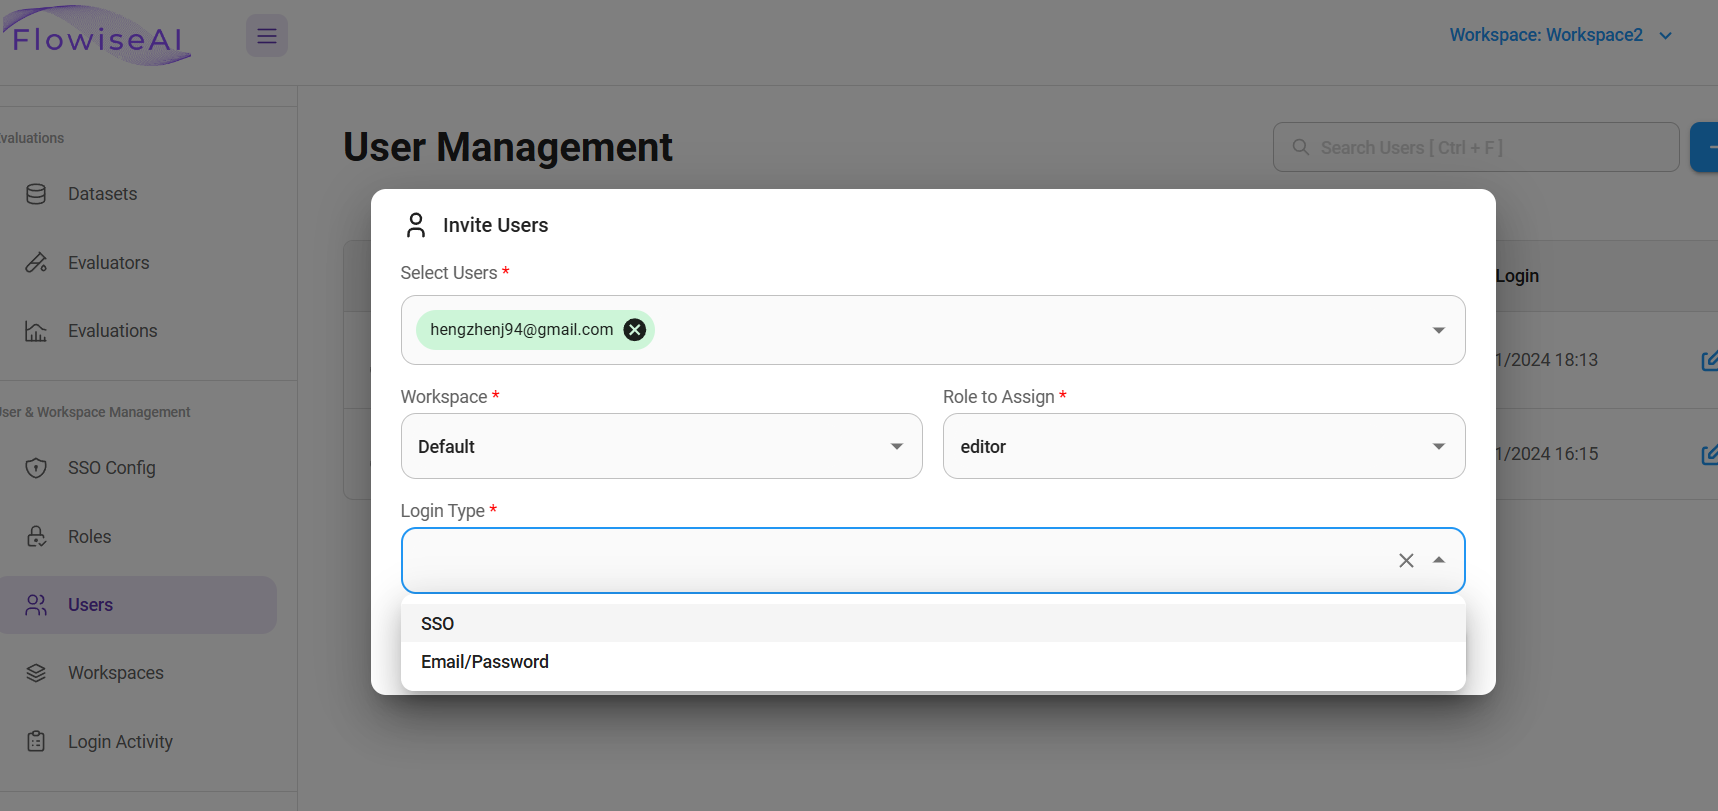 FlowiseAI
Workspace: Workspace2
valuations
Datasets
Evaluators
Evaluations
User & Workspace Management
SSO Config
Roles
Users
Workspaces
Login Activity
User Management
Search Users [ Ctrl + F ]
Login
1/2024 18:13
1/2024 16:15
Invite Users
Select Users *
hengzhenj94@gmail.com
Workspace *
Role to Assign *
Default
editor
Login Type *
SSO
Email/Password